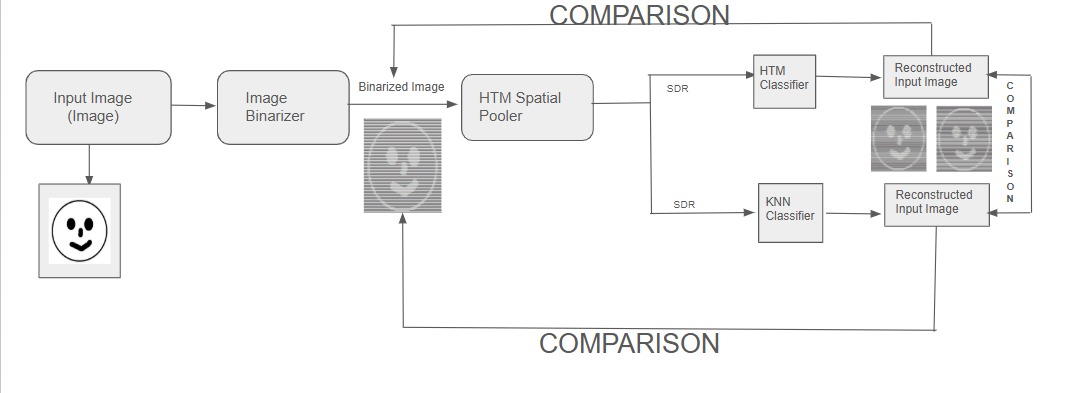 COMPARISON
Input Image
(Image)
Image
Binarizer
Binarized Image
HTM Spatial
Pooler
SDR
HTM
Classifier
Reconstructed
Input Image
COMPARISON
SDR
KNN
Classifier
Reconstructed
Input Image
COMPARISON